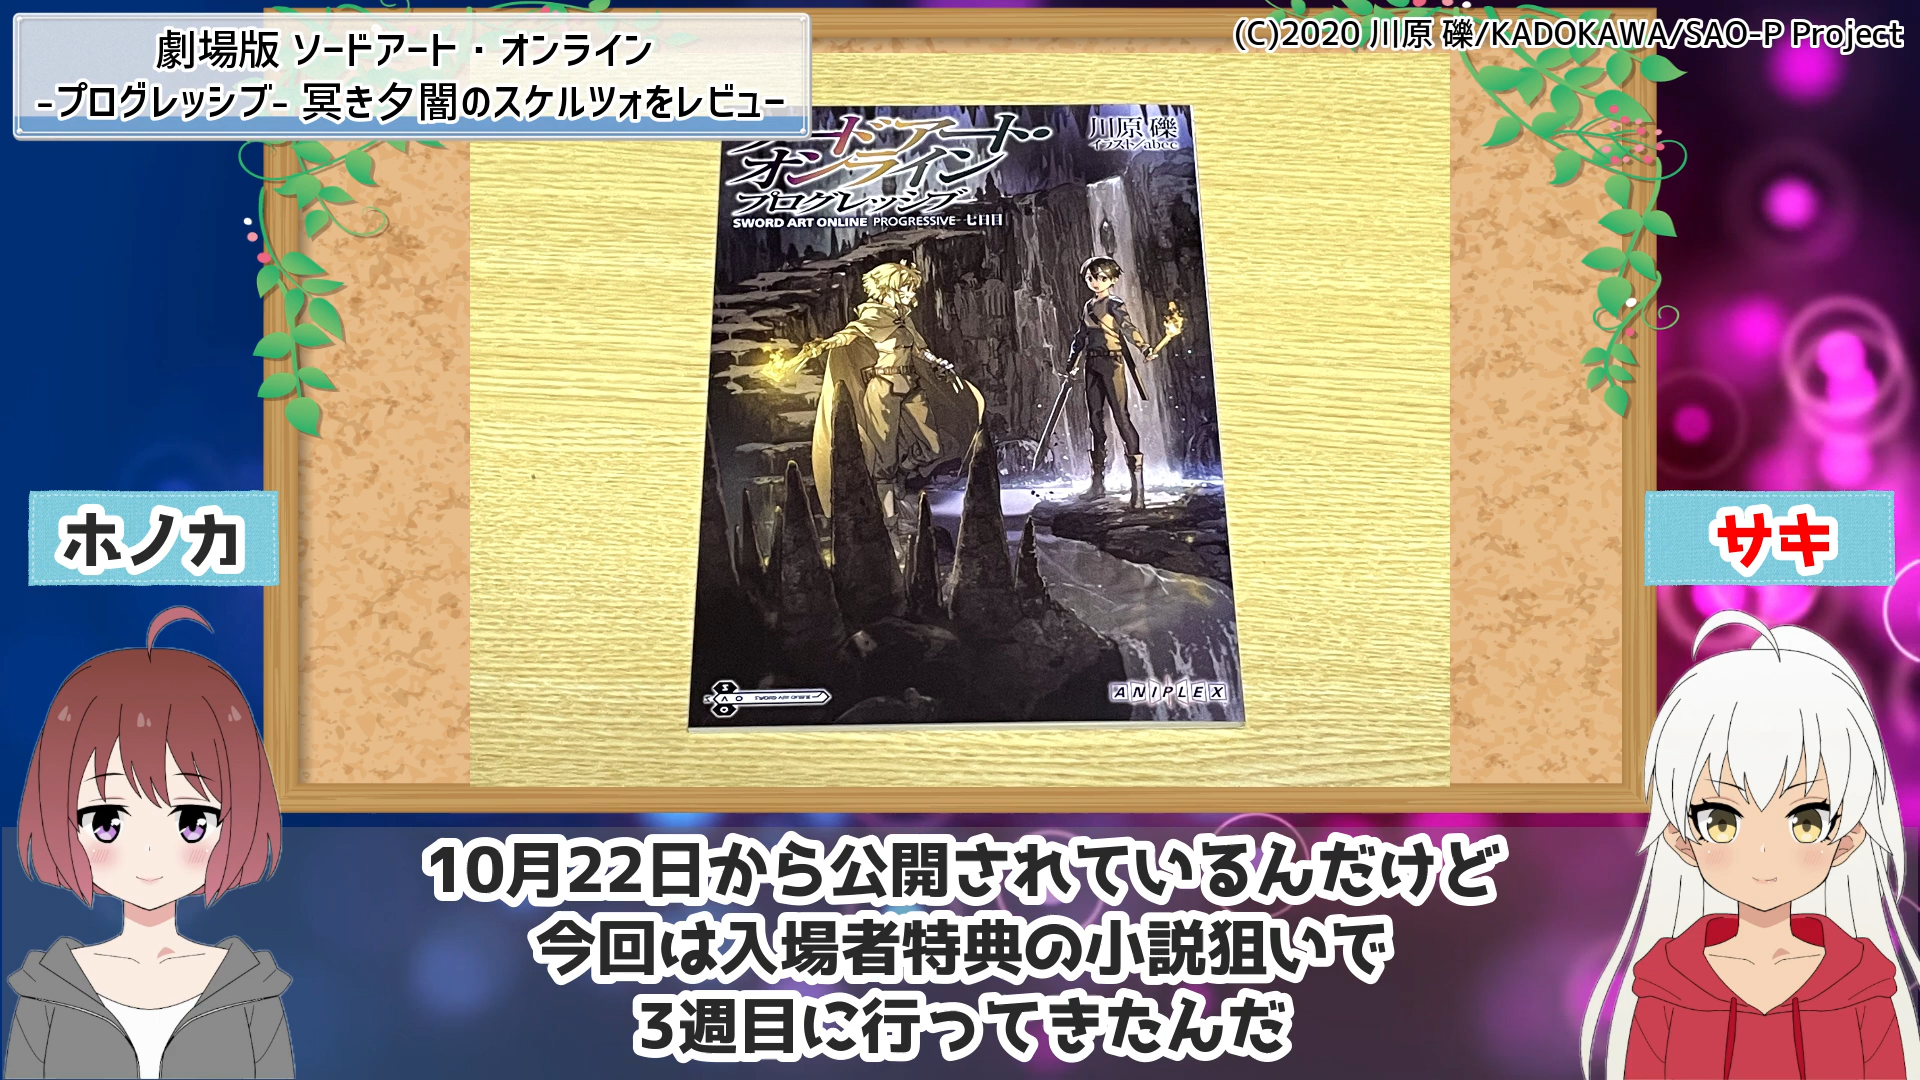 劇場版 ソードアート・オンライン
-プログレッシブ- 冥き夕闇のスケルツォをレビュー
(C)2020 川原 礫/KADOKAWA/SAO-P Project
ードアート・
オンライン
プログレッシブ
SWORD ART ONLINE PROGRESSIVE 七日目
川原 礫
イラスト/abec
SAO
SWORD ART ONLINE
ANIPLEX
ホノカ
サキ
10月22日から公開されているんだけど
今回は入場者特典の小説狙いで
3週目に行ってきたんだ